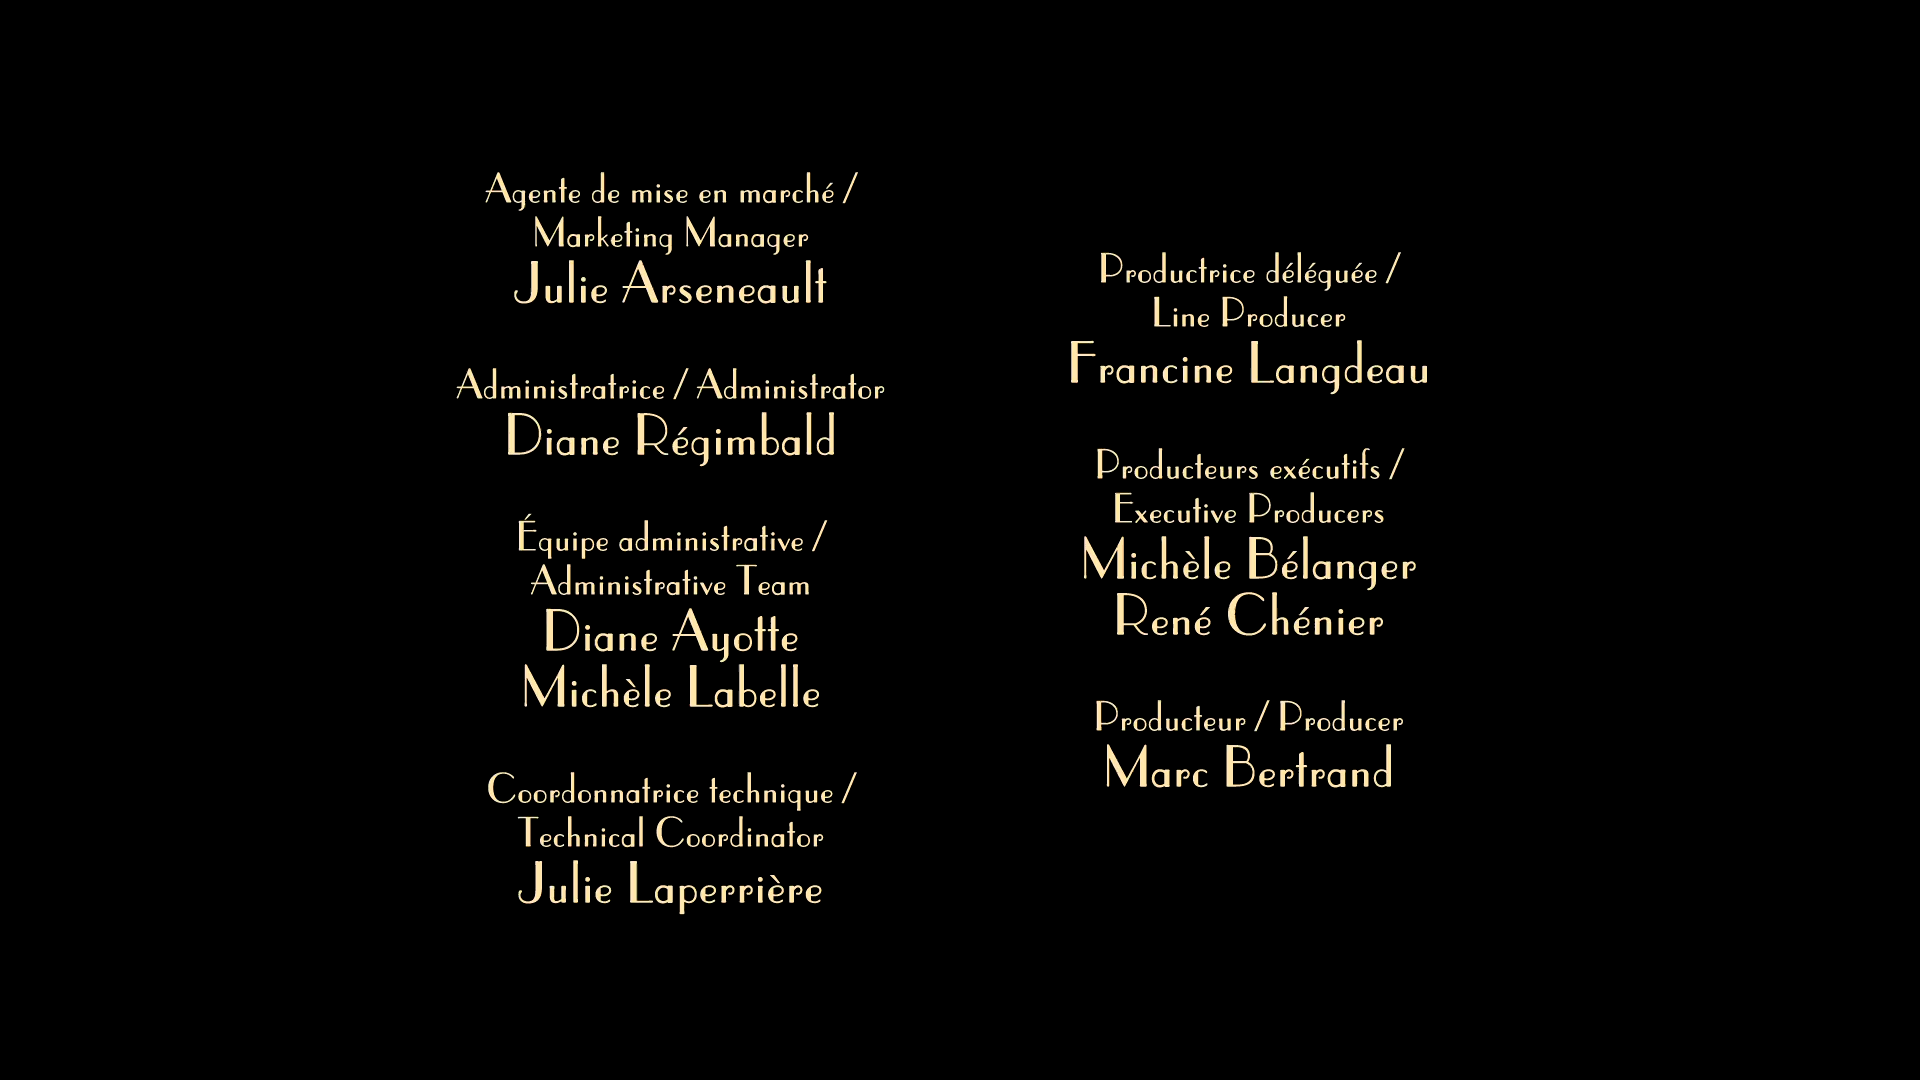 Agente de mise en marché /
Marketing Manager
Julie Arseneault
Administratrice / Administrator
Diane Régimbald
Équipe administrative /
Administrative Team
Diane Ayotte
Michèle Labelle
Coordonnatrice technique /
Technical Coordinator
Julie Laperrière
Productrice déléguée /
Line Producer
Francine Langdeau
Producteurs exécutifs /
Executive Producers
Michèle Bélanger
René Chénier
Producteur / Producer
Marc Bertrand